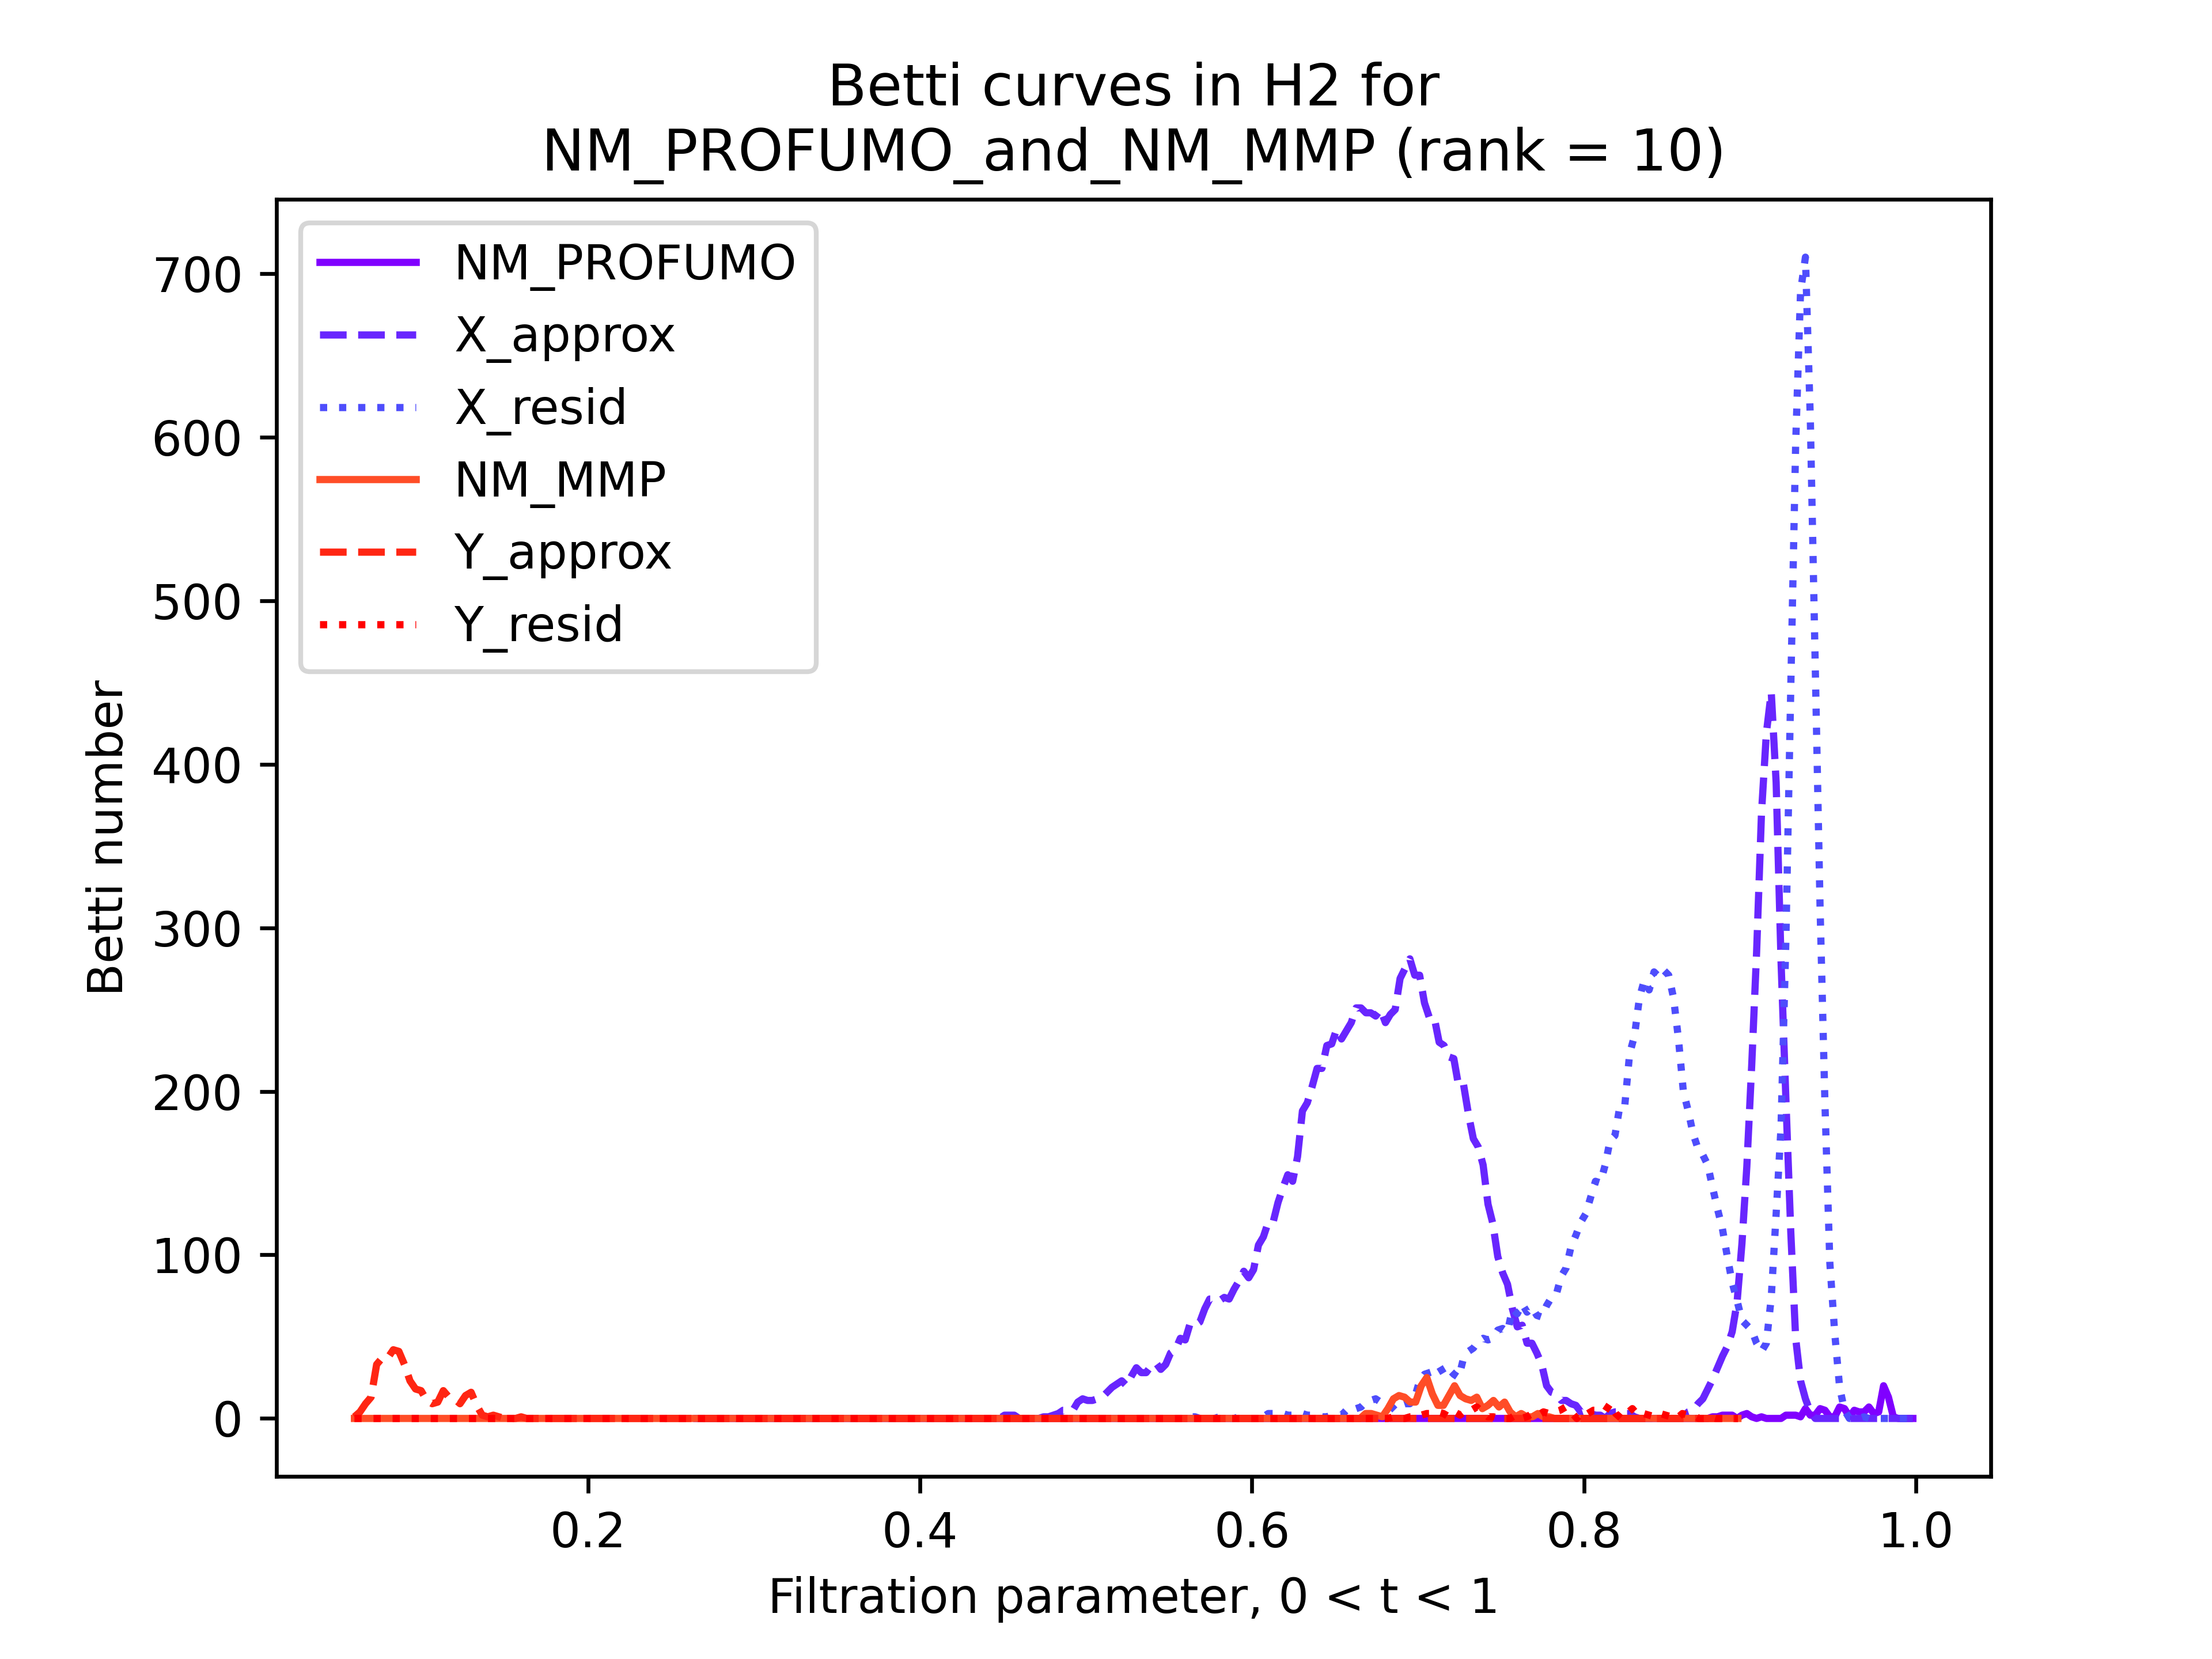 Betti curves in H2 for
NM_PROFUMO_and_NM_MMP (rank = 10)
NM_PROFUMO
X_approx
X_resid
NM_MMP
Y_approx
Y_resid
700
600
500
400
300
200
100
0
Betti number
0.2 0.4 0.6 0.8 1.0
Filtration parameter, 0 < t < 1